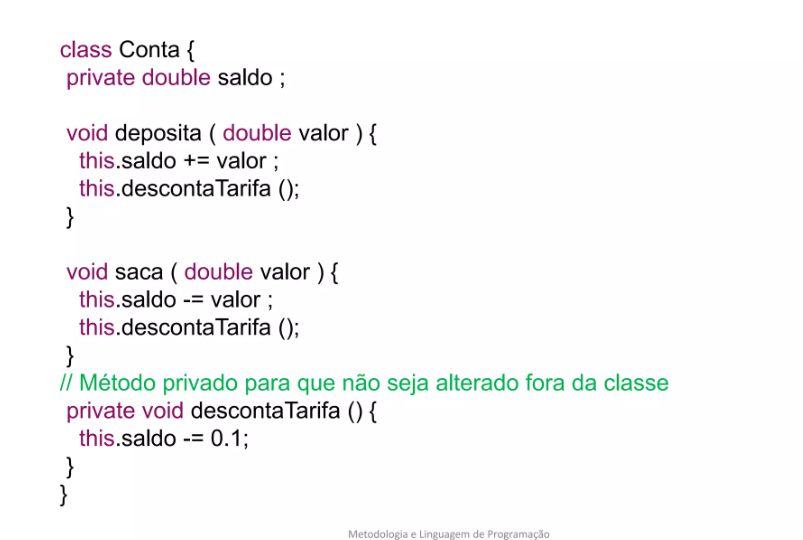 class Conta {
private double saldo ;
void deposita ( double valor ) {
this.saldo += valor ;
this.descontaTarifa ();
}
void saca ( double valor ) {
this.saldo -= valor ;
this.descontaTarifa ();
}
// Método privado para que não seja alterado fora da classe
private void descontaTarifa () {
this.saldo -= 0.1;
}
}
Metodologia e Linguagem de Programação